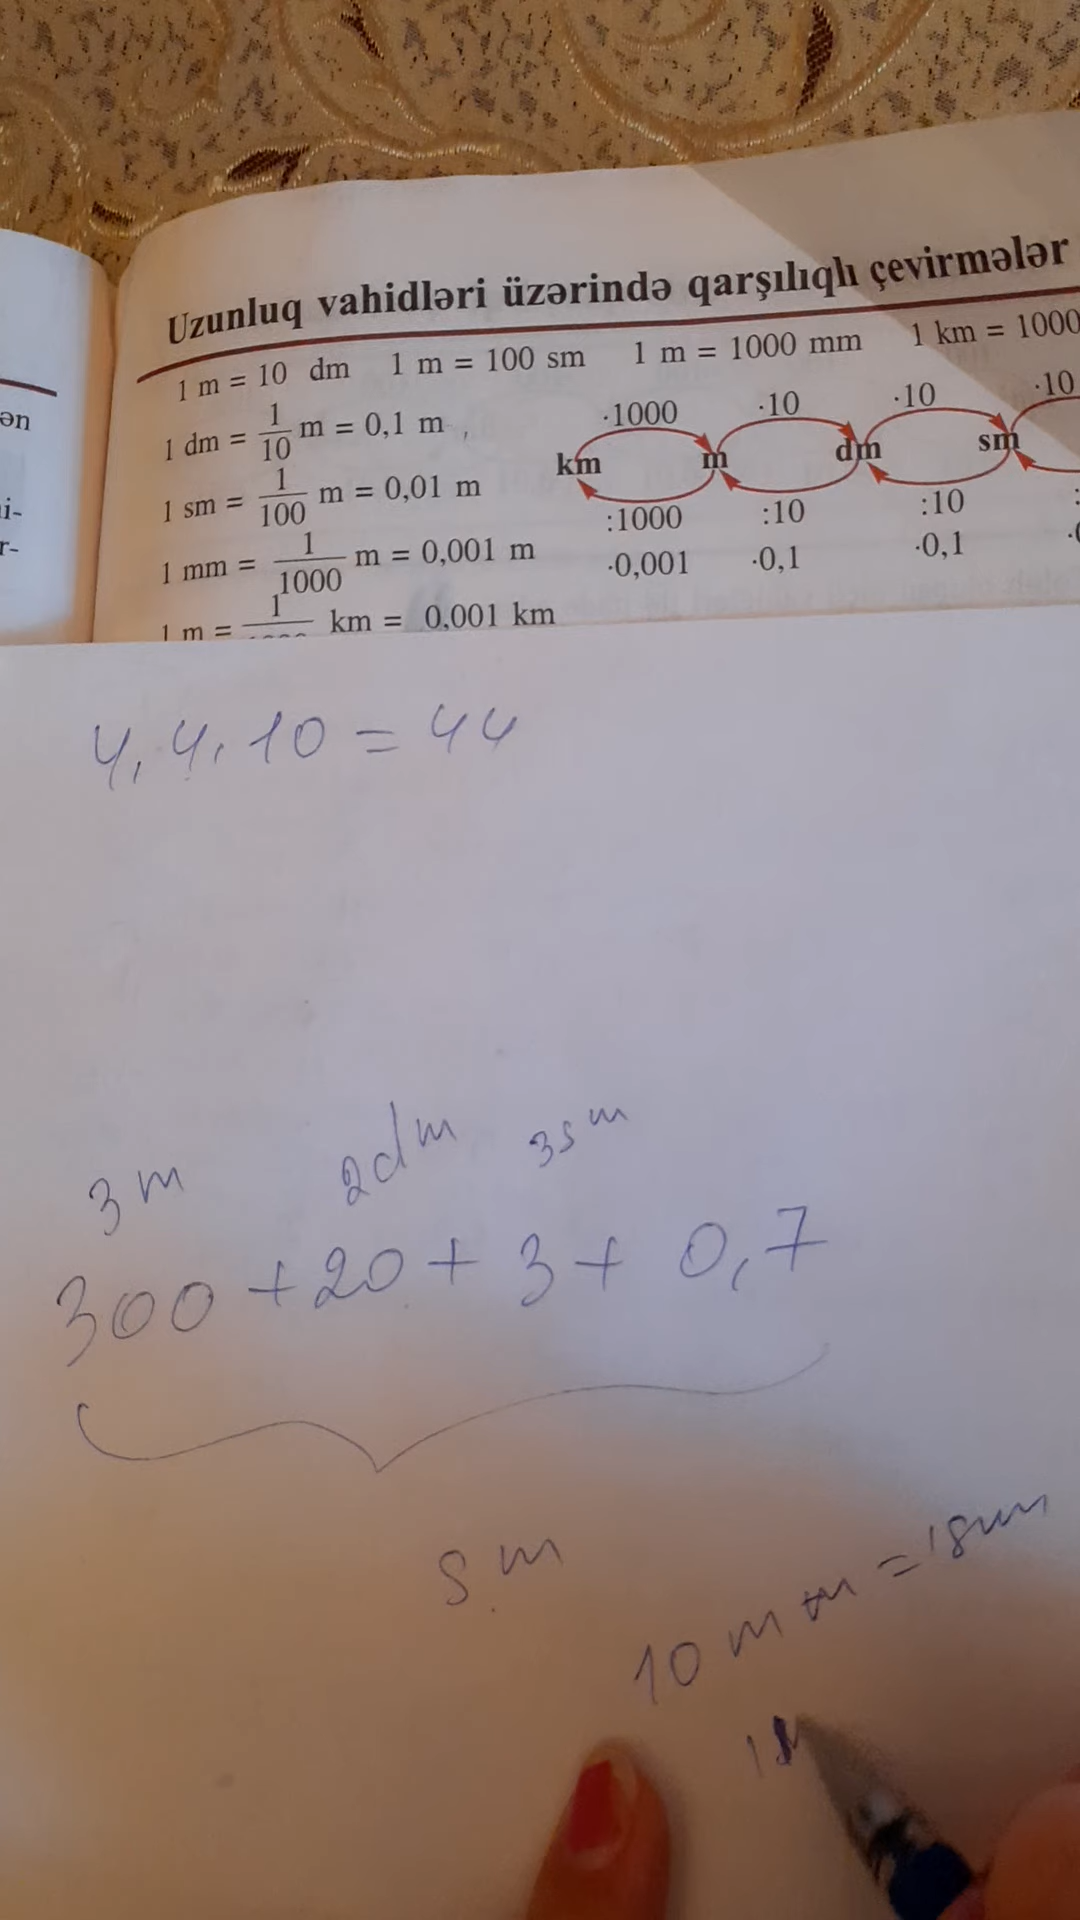 Uzunluq vahidləri üzərində qarşılıqlı çevirmələr
1 m = 10 dm 1 m = 100 sm 1 m = 1000 mm 1 km = 1000
1 dm = 1/10 m = 0,1 m
1 sm = 1/100 m = 0,01 m
1 mm = 1/1000 m = 0,001 m
1 m = 1/ km = 0,001 km
·1000 ·10 ·10 ·10
km m dm sm
:1000 :10 :10 :
·0,001 ·0,1 ·0,1
ən
i-
r-
4,4·10 = 44
3m 2dm 3sm
300 + 20 + 3 + 0,7
sm
10 mm = 1sm